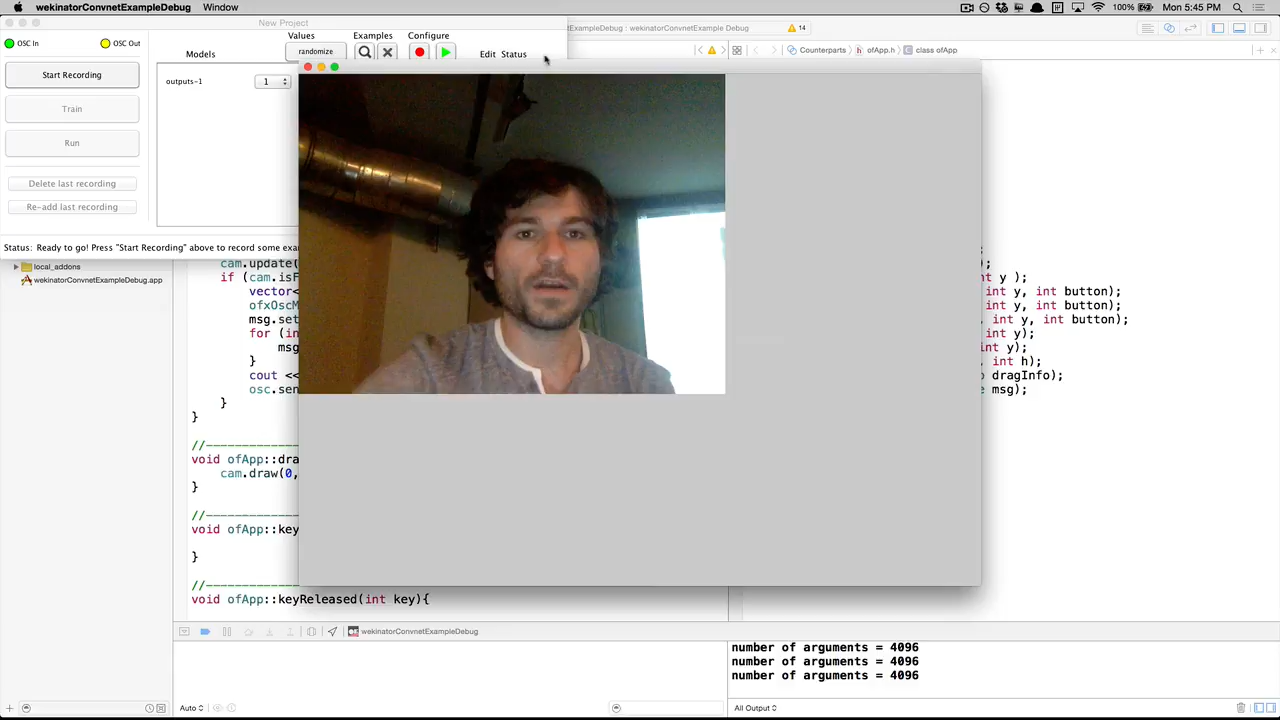 wekinatorConvnetExampleDebug Window
100% Mon 5:45 PM
New Project
ExampleDebug : wekinatorConvnetExample Debug 14
OSC In OSC Out
Values Examples Configure
Models randomize Edit Status
Counterparts ofApp.h class ofApp
Start Recording
outputs-1 1
Train
Run
Delete last recording
Re-add last recording
Status: Ready to go! Press "Start Recording" above to record some exa
local_addons
wekinatorConvnetExampleDebug.app
cam.update(
if (cam.isF
vector<
ofxOscM
msg.set
for (in
msg
}
cout <<
osc.sen
}
}
//
void ofApp::dra
cam.draw(0,
}
//
void ofApp::key
}
//
void ofApp::keyReleased(int key){
);
nt y );
int y, int button);
int y, int button);
, int y, int button);
int y);
int y);
, int h);
o dragInfo);
e msg);
wekinatorConvnetExampleDebug
number of arguments = 4096
number of arguments = 4096
number of arguments = 4096
Auto
All Output